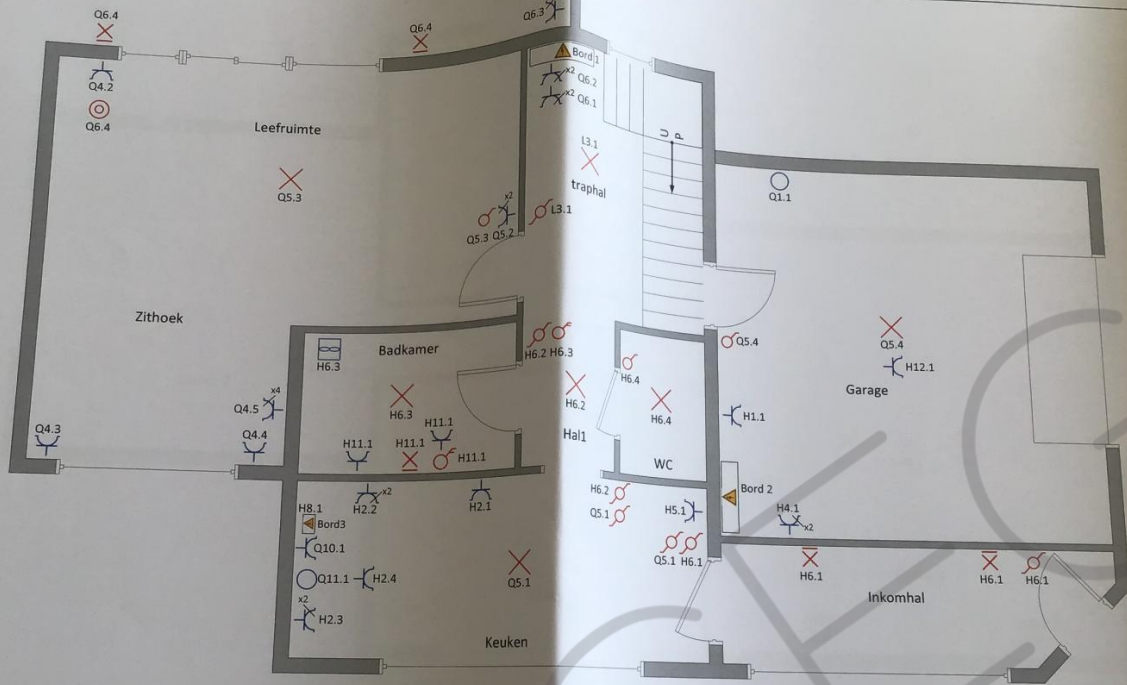 Q6.4
Q6.4
Q6.3
Bord 1
Q4.2
x2 Q6.2
x2 Q6.1
Q6.4
Leefruimte
L3.1
UP
traphal
Q5.3
Q1.1
x2
L3.1
Q5.3 Q5.2
Zithoek
Badkamer
H6.3
H6.2 H6.3
Q5.4
Q5.4
H12.1
Garage
H6.4
H6.2
H6.4
H6.3
x4
Q4.5
H1.1
Q4.3
Q4.4
H11.1
H11.1
H11.1
H11.1
Hal1
WC
x2
H2.2
H2.1
H6.2
Q5.1
H5.1
Bord 2
H4.1
x2
H8.1
Bord3
Q10.1
Q5.1 H6.1
Q5.1
H6.1
H6.1
H6.1
Q11.1
H2.4
x2
H2.3
Inkomhal
Keuken